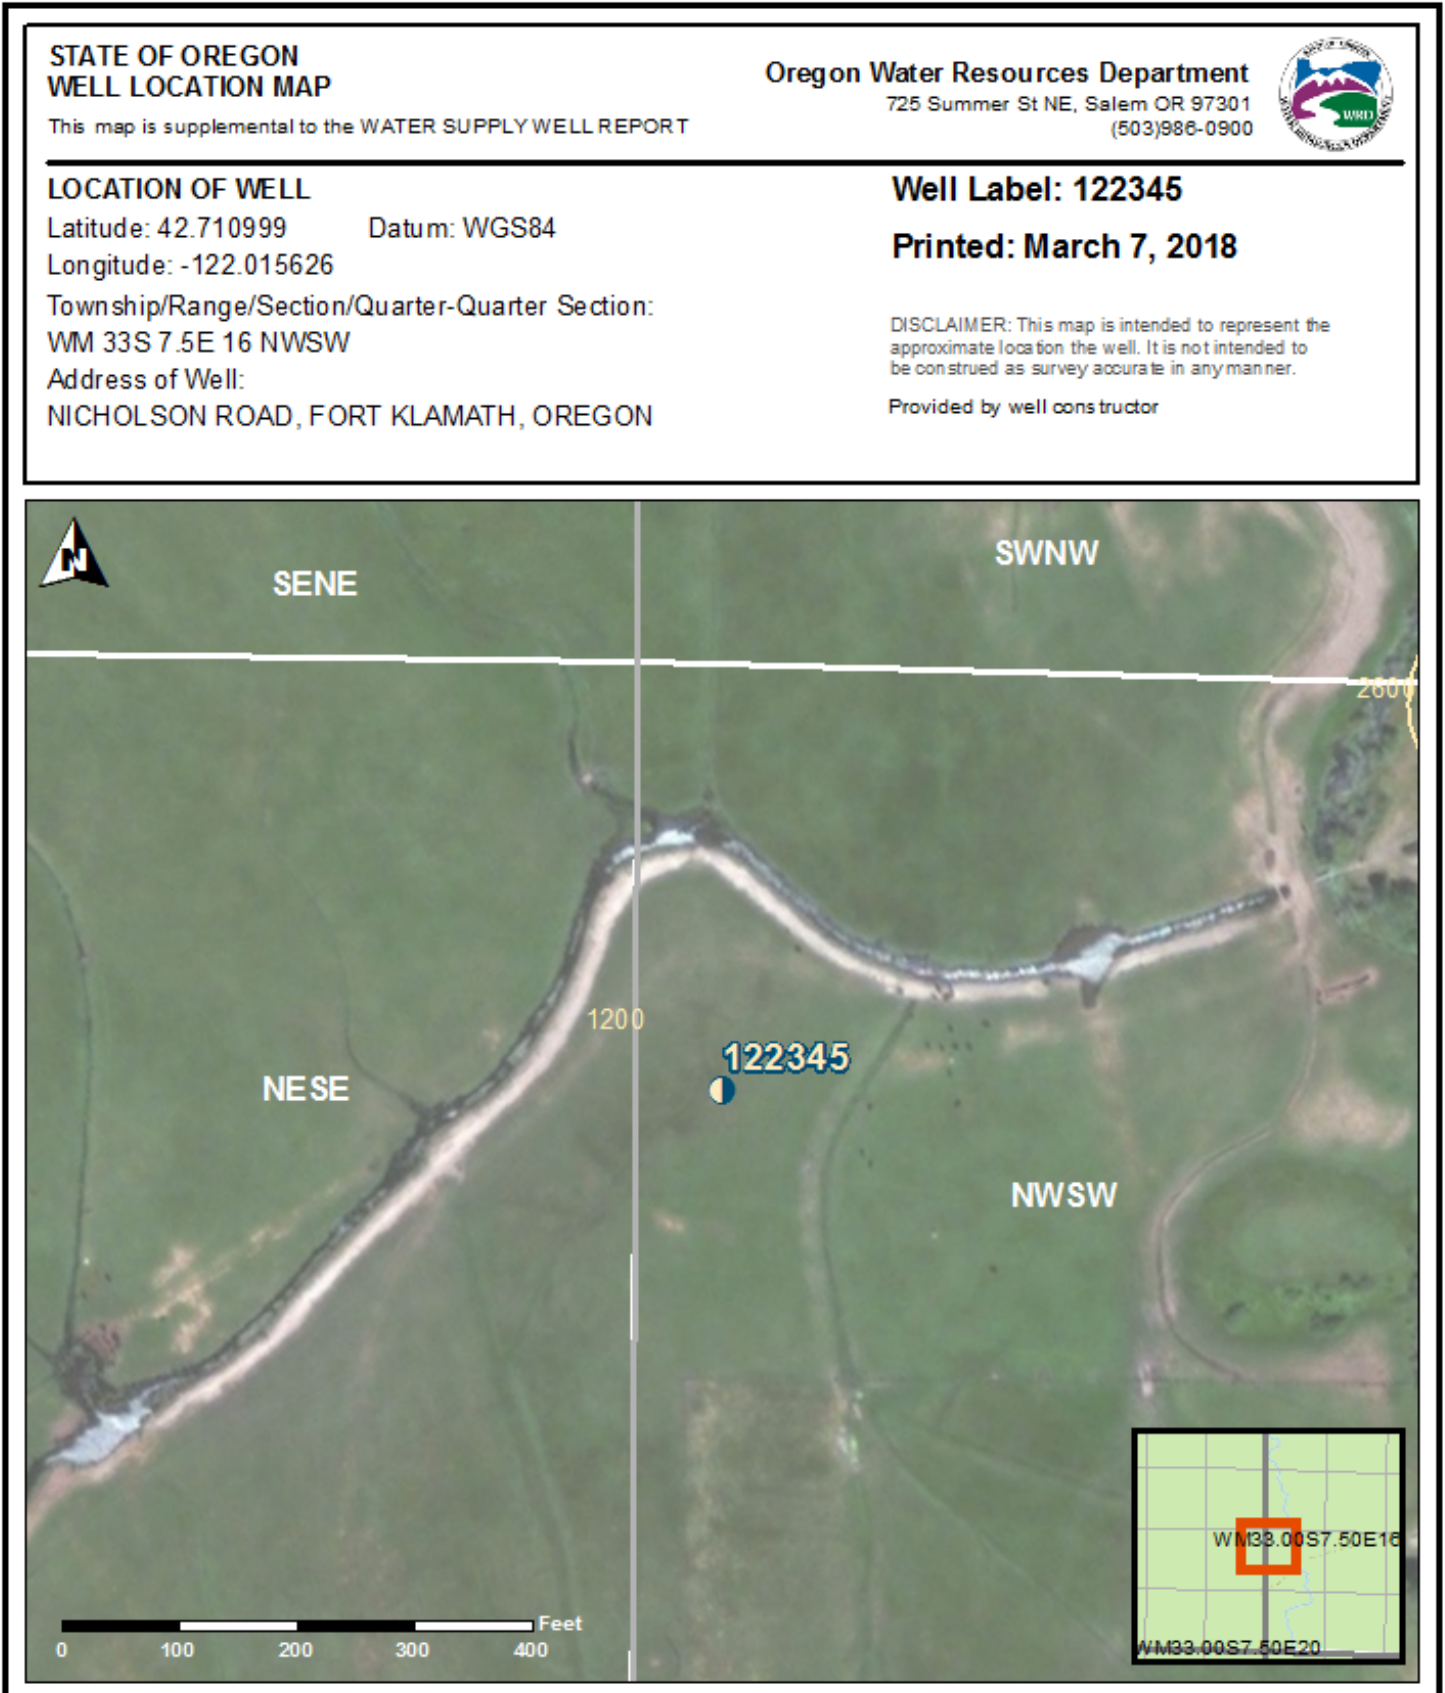 STATE OF OREGON
WELL LOCATION MAP
This map is supplemental to the WATER SUPPLY WELL REPORT
Oregon Water Resources Department
725 Summer St NE, Salem OR 97301
(503)986-0900
WRD
LOCATION OF WELL
Latitude: 42.710999 Datum: WGS84
Longitude: -122.015626
Township/Range/Section/Quarter-Quarter Section:
WM 33S 7.5E 16 NWSW
Address of Well:
NICHOLSON ROAD, FORT KLAMATH, OREGON
Well Label: 122345
Printed: March 7, 2018
DISCLAIMER: This map is intended to represent the
approximate location the well. It is not intended to
be construed as survey accurate in any manner.
Provided by well constructor
N
SENE
SWNW
2600
1200
122345
NESE
NWSW
WM33.00S7.50E16
WM33.00S7.50E20
Feet
0 100 200 300 400